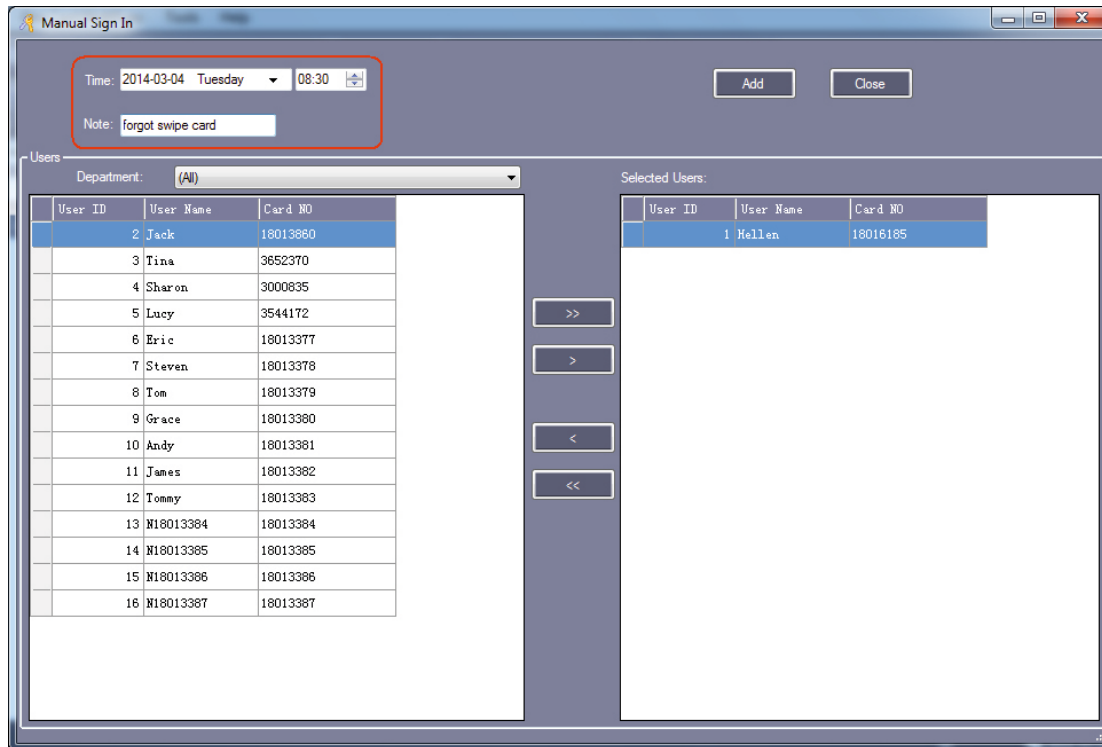 Manual Sign In
Tools Help
Time: 2014-03-04 Tuesday 08:30
Add
Close
Note: forgot swipe card
Users
Department: (All)
Selected Users:
User ID User Name Card NO
2 Jack 18013860
3 Tina 3652370
4 Sharon 3000835
5 Lucy 3544172
6 Eric 18013377
7 Steven 18013378
8 Tom 18013379
9 Grace 18013380
10 Andy 18013381
11 James 18013382
12 Tommy 18013383
13 N18013384 18013384
14 N18013385 18013385
15 N18013386 18013386
16 N18013387 18013387
>>
>
<
<<
User ID User Name Card NO
1 Hellen 18016185